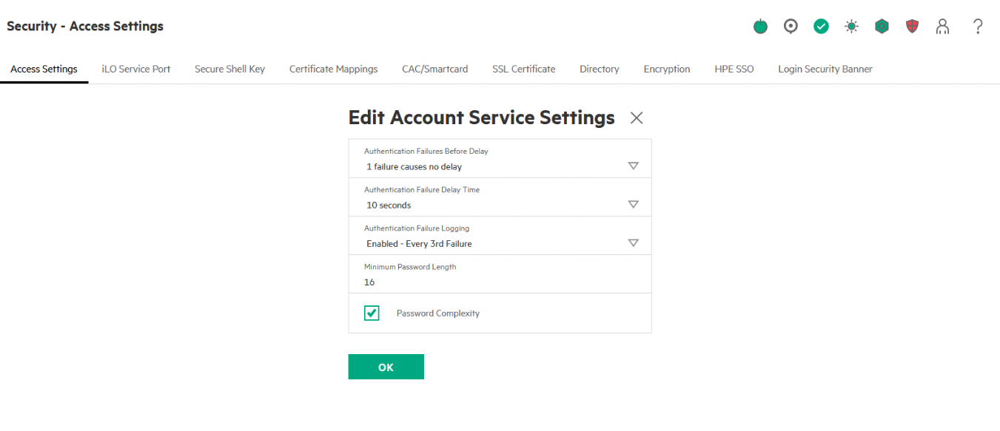 Security - Access Settings
Access Settings iLO Service Port Secure Shell Key Certificate Mappings CAC/Smartcard SSL Certificate Directory Encryption HPE SSO Login Security Banner
Edit Account Service Settings
Authentication Failures Before Delay
1 failure causes no delay
Authentication Failure Delay Time
10 seconds
Authentication Failure Logging
Enabled - Every 3rd Failure
Minimum Password Length
16
Password Complexity
OK